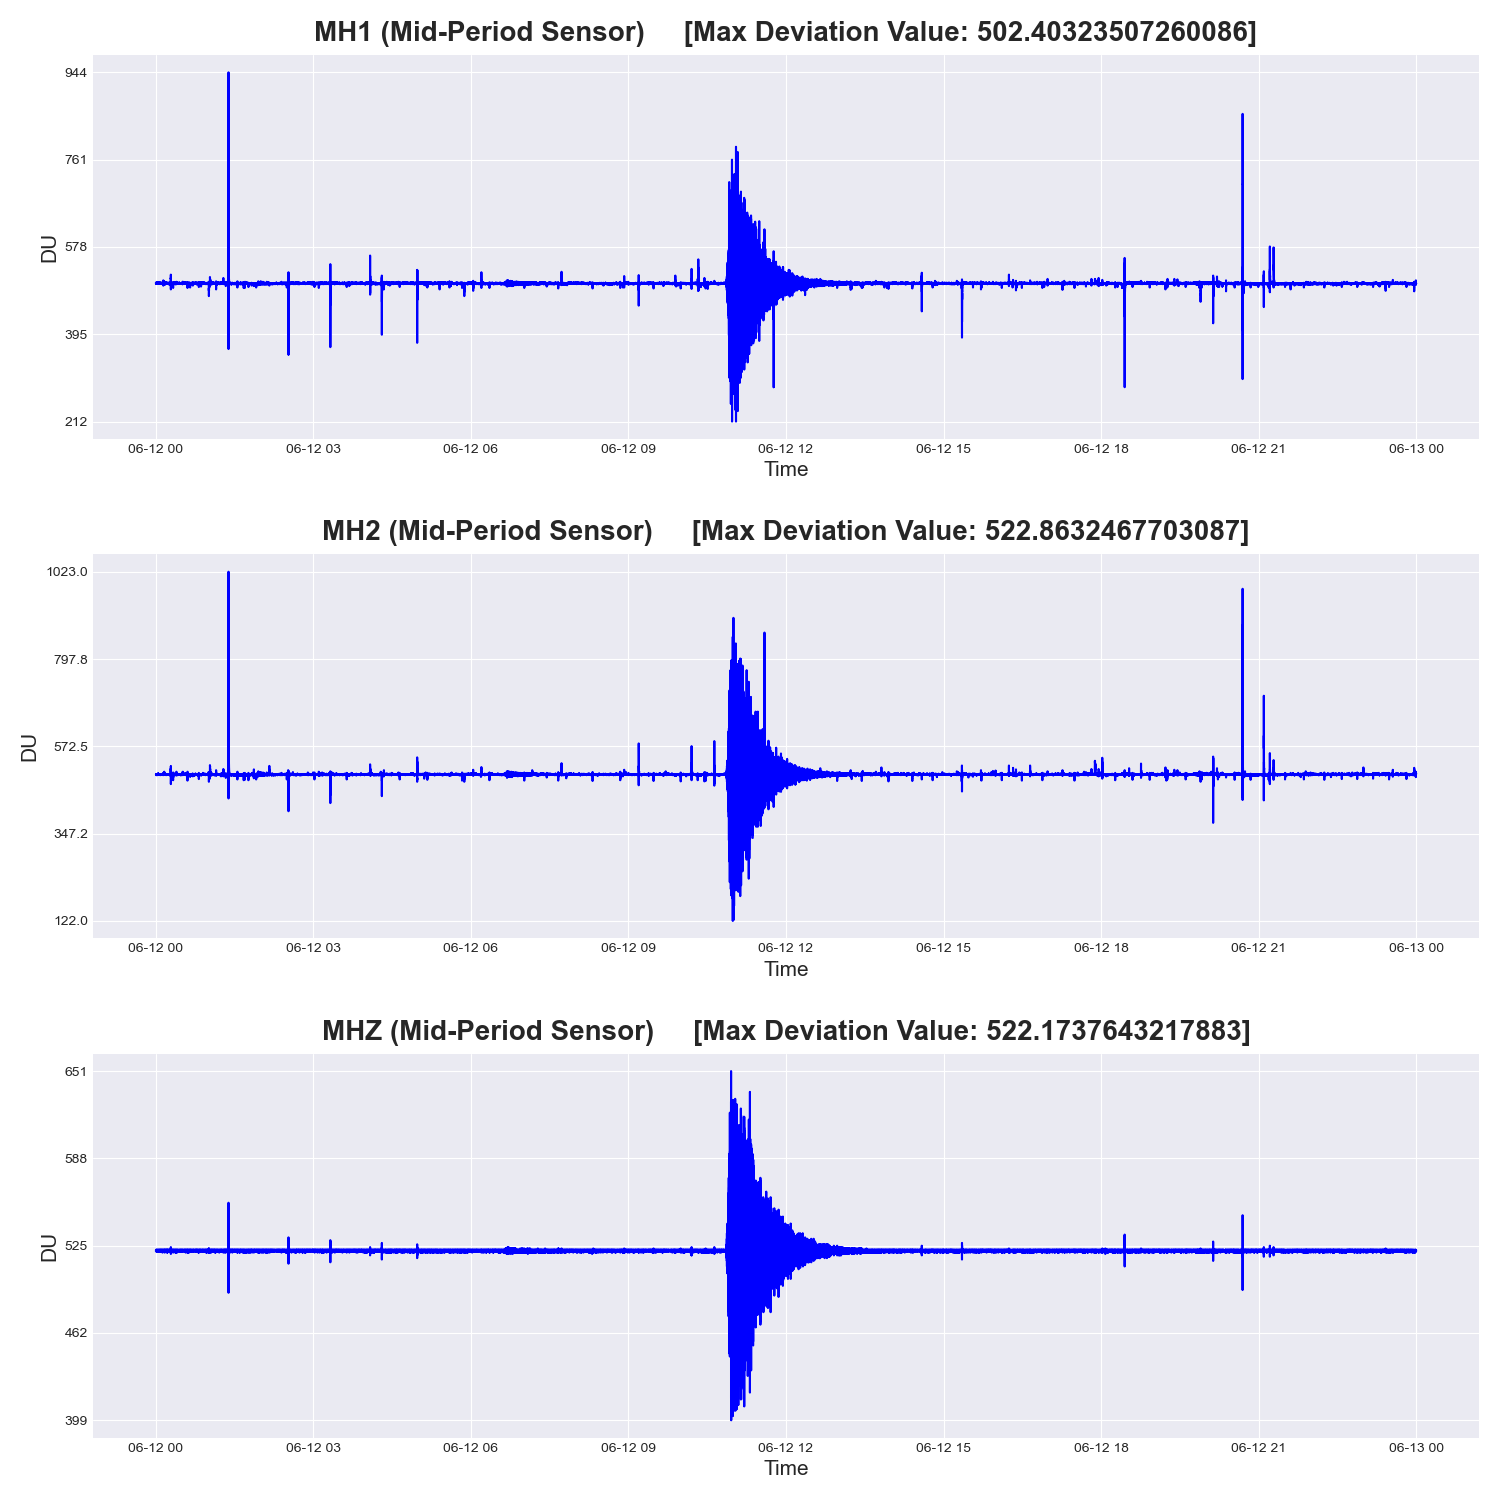 MH1 (Mid-Period Sensor) [Max Deviation Value: 502.40323507260086]
944
761
578
395
212
DU
06-12 00 06-12 03 06-12 06 06-12 09 06-12 12 06-12 15 06-12 18 06-12 21 06-13 00
Time
MH2 (Mid-Period Sensor) [Max Deviation Value: 522.8632467703087]
1023.0
797.8
572.5
347.2
122.0
DU
06-12 00 06-12 03 06-12 06 06-12 09 06-12 12 06-12 15 06-12 18 06-12 21 06-13 00
Time
MHZ (Mid-Period Sensor) [Max Deviation Value: 522.1737643217883]
651
588
525
462
399
DU
06-12 00 06-12 03 06-12 06 06-12 09 06-12 12 06-12 15 06-12 18 06-12 21 06-13 00
Time